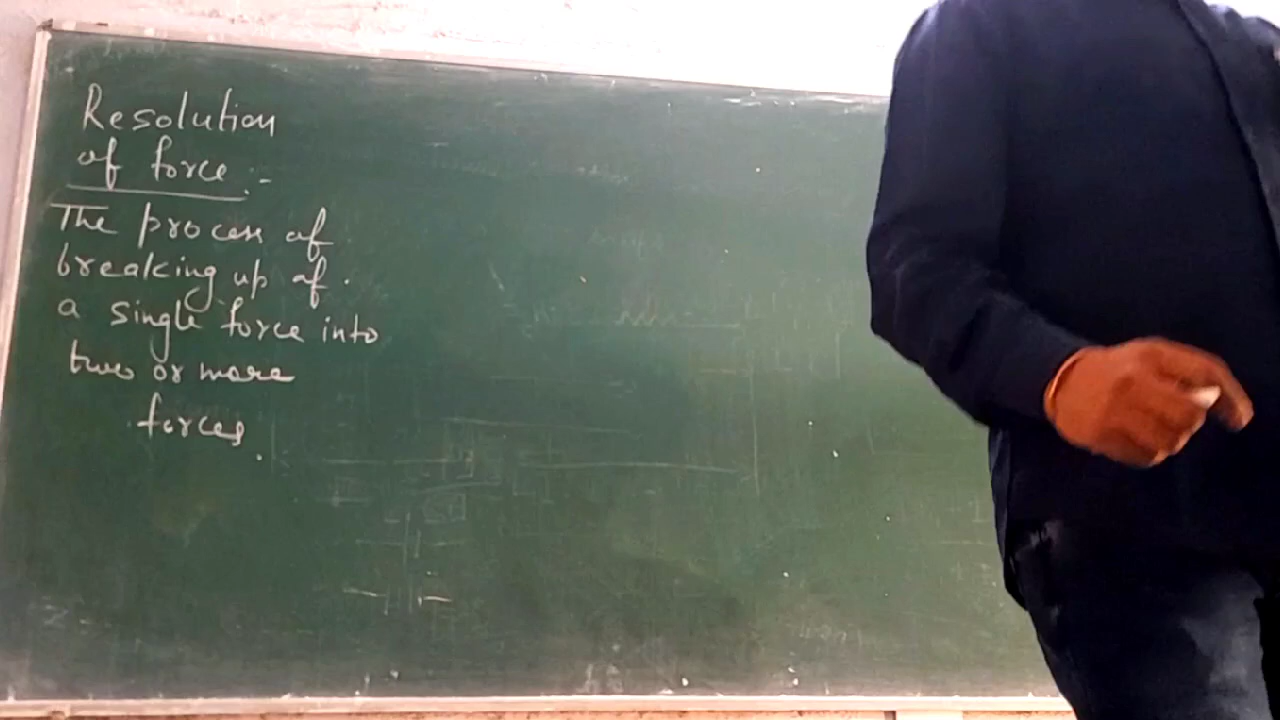 Resolution
of force :-
The process of
breaking up of
a single force into
two or more
forces.